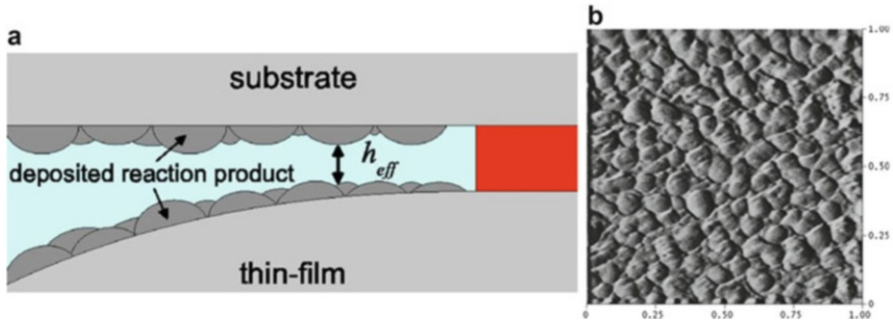 a
substrate
deposited reaction product
h_eff
thin-film
b
1.00
0.75
0.50
0.25
0
0 0.25 0.50 0.75 1.00